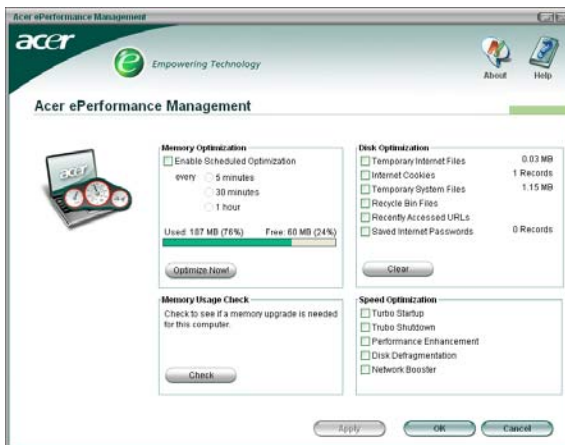 Acer ePerformance Management
acer
e Empowering Technology
About Help
Acer ePerformance Management
Memory Optimization
Enable Scheduled Optimization
every 5 minutes
30 minutes
1 hour
Used: 187 MB (76%) Free: 60 MB (24%)
Optimize Now!
Disk Optimization
Temporary Internet Files 0.03 MB
Internet Cookies 1 Records
Temporary System Files 1.15 MB
Recycle Bin Files
Recently Accessed URLs
Saved Internet Passwords 0 Records
Clear
Memory Usage Check
Check to see if a memory upgrade is needed
for this computer.
Check
Speed Optimization
Turbo Startup
Trubo Shutdown
Performance Enhancement
Disk Defragmentation
Network Booster
Apply OK Cancel